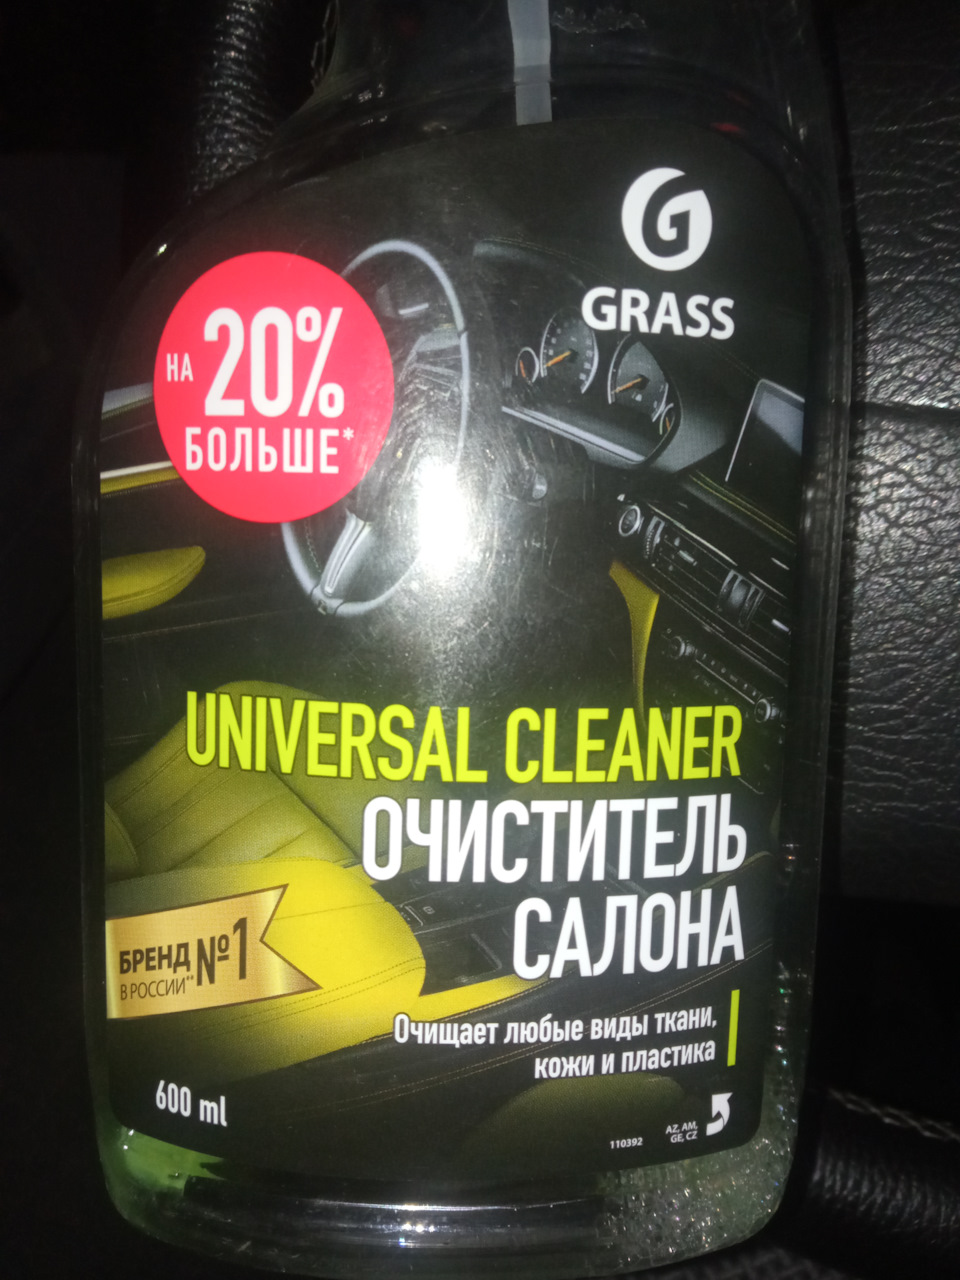 GRASS
НА 20%
БОЛЬШЕ*
UNIVERSAL CLEANER
ОЧИСТИТЕЛЬ
САЛОНА
БРЕНД №1
В РОССИИ**
Очищает любые виды ткани,
кожи и пластика
600 ml
110392
AZ, AM,
GE, CZ